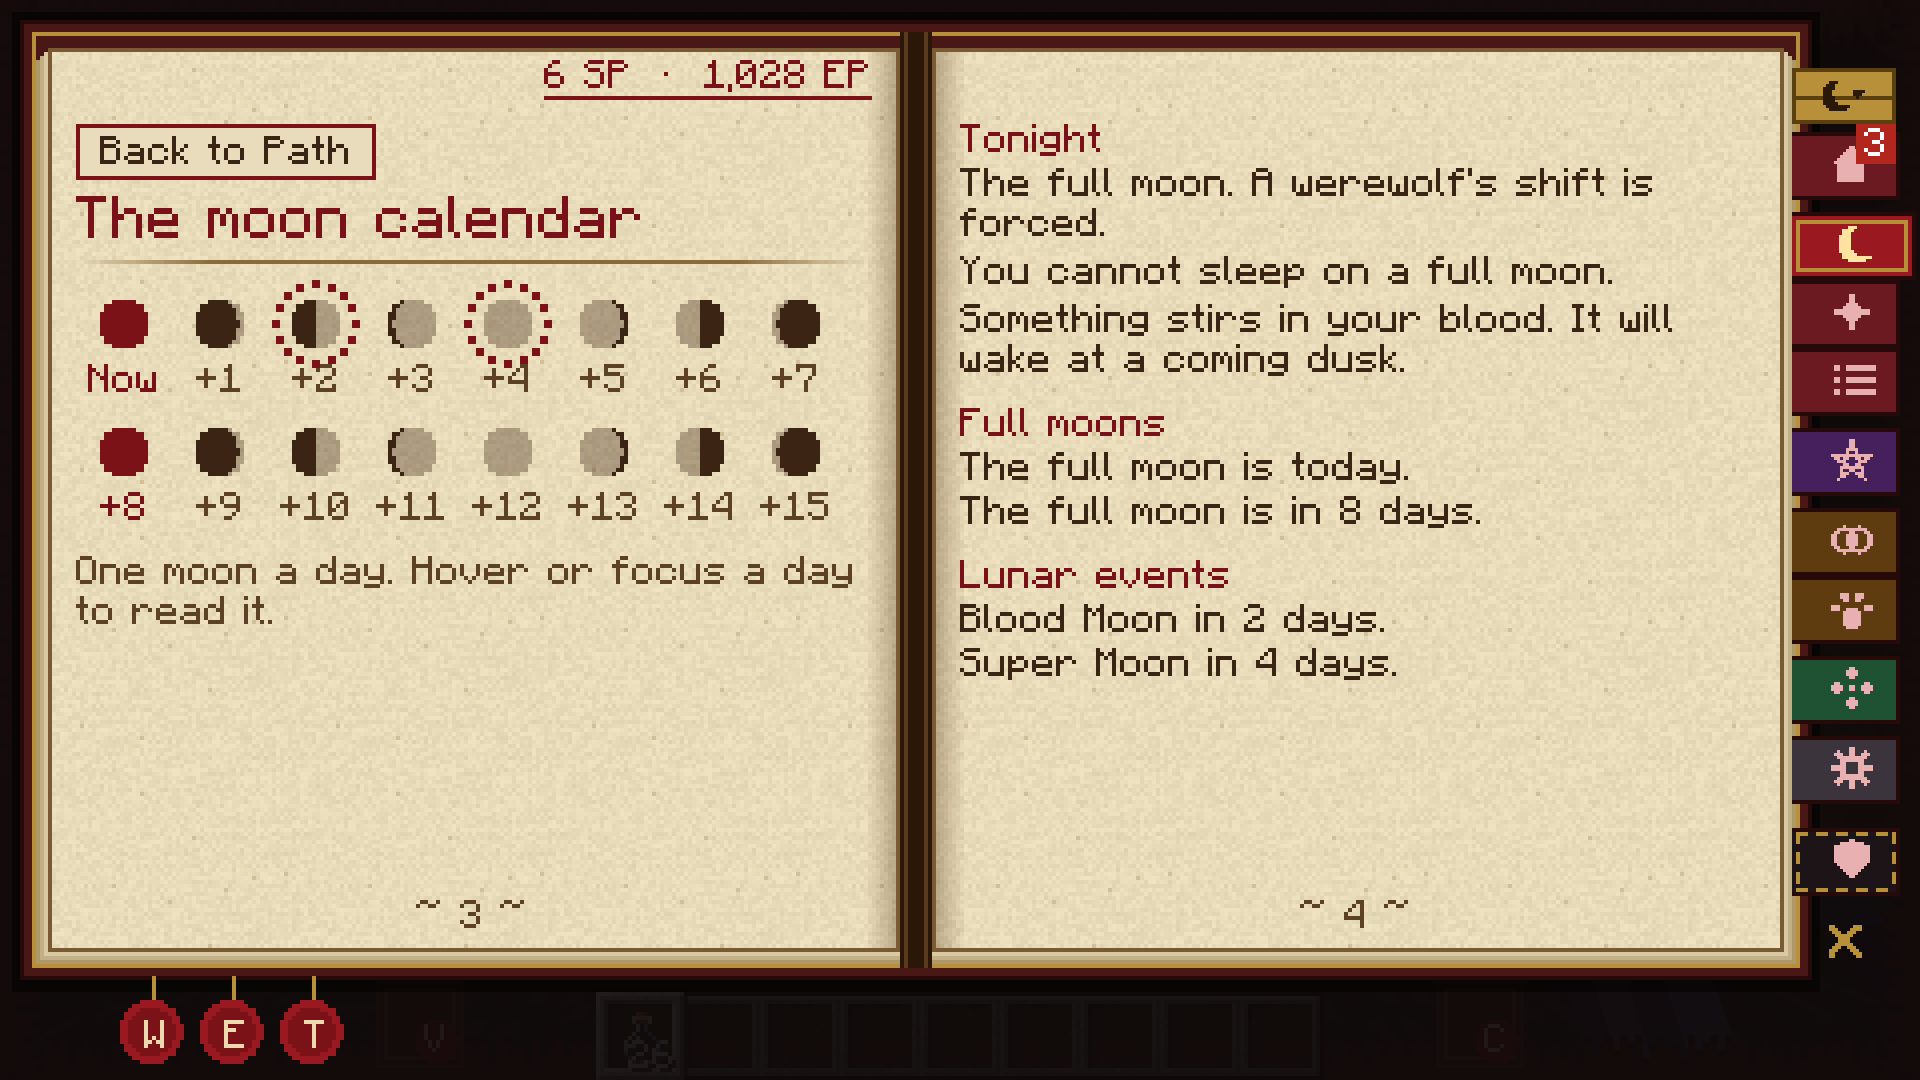 6 SP · 1,028 EP
Back to Path
The moon calendar
Now +1 +2 +3 +4 +5 +6 +7
+8 +9 +10 +11 +12 +13 +14 +15
One moon a day. Hover or focus a day
to read it.
~ 3 ~
Tonight
The full moon. A werewolf's shift is
forced.
You cannot sleep on a full moon.
Something stirs in your blood. It will
wake at a coming dusk.
Full moons
The full moon is today.
The full moon is in 8 days.
Lunar events
Blood Moon in 2 days.
Super Moon in 4 days.
~ 4 ~
3
W E T V 26 C